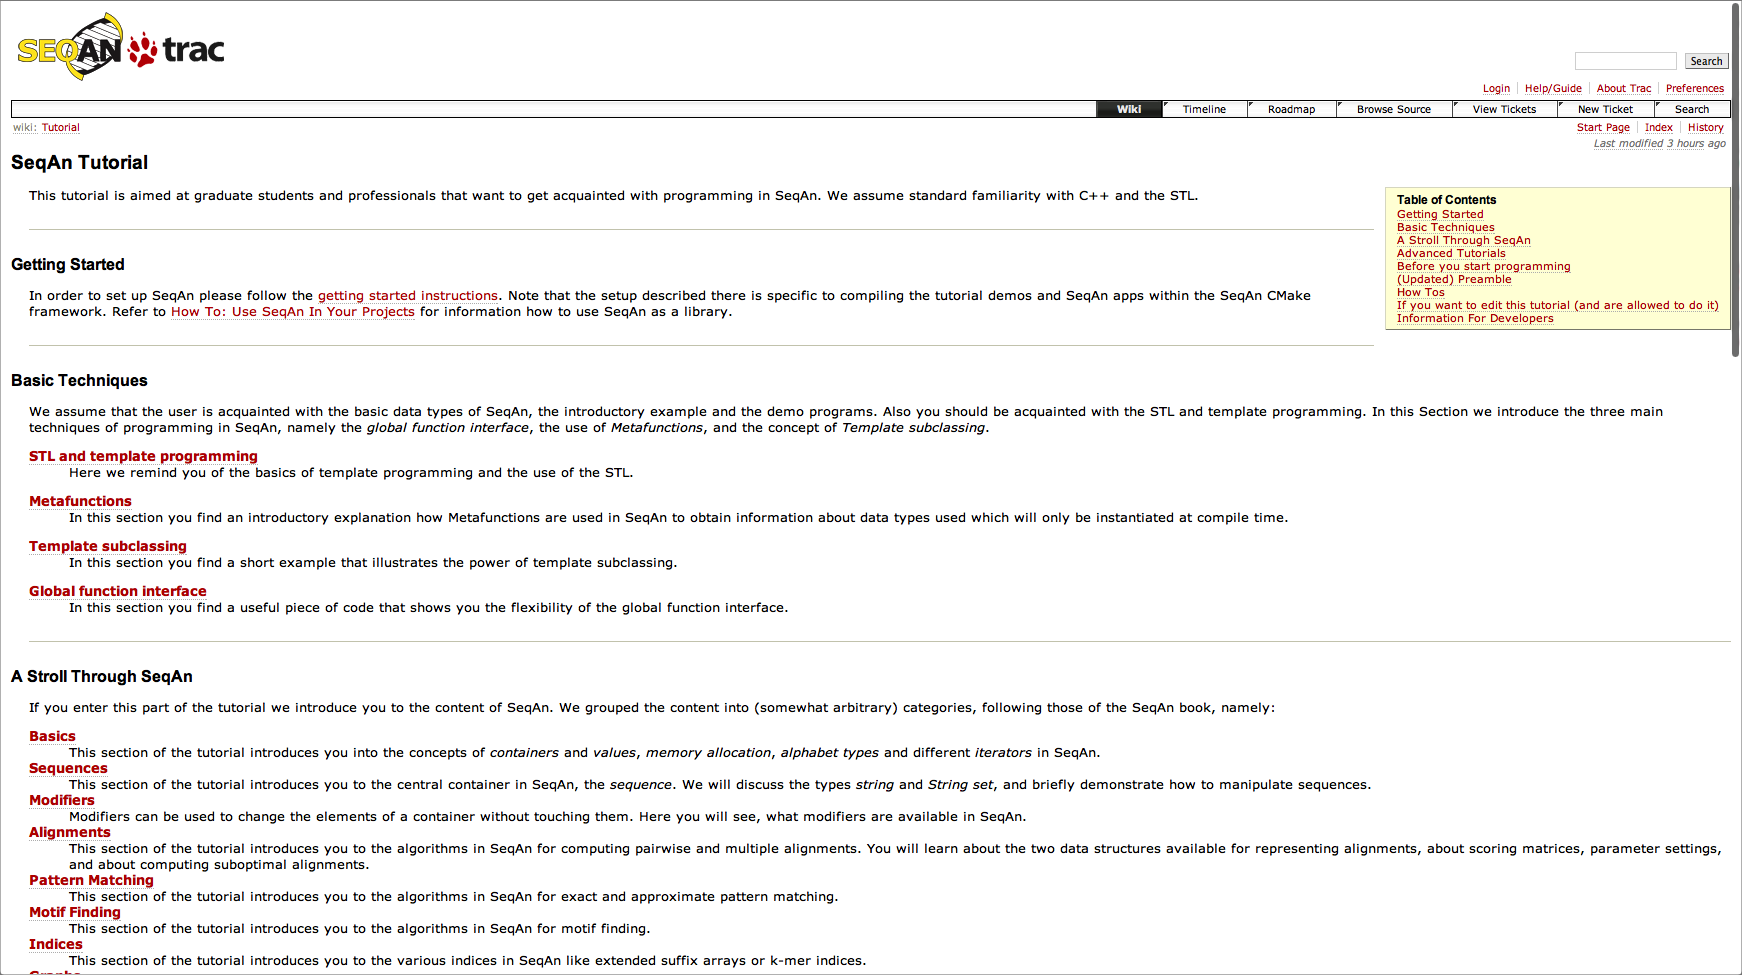 SEQAN trac
Search
Login Help/Guide About Trac Preferences
Wiki Timeline Roadmap Browse Source View Tickets New Ticket Search
wiki: Tutorial
Start Page Index History
Last modified 3 hours ago
SeqAn Tutorial
This tutorial is aimed at graduate students and professionals that want to get acquainted with programming in SeqAn. We assume standard familiarity with C++ and the STL.
Table of Contents
Getting Started
Basic Techniques
A Stroll Through SeqAn
Advanced Tutorials
Before you start programming
(Updated) Preamble
How Tos
If you want to edit this tutorial (and are allowed to do it)
Information For Developers
Getting Started
In order to set up SeqAn please follow the getting started instructions. Note that the setup described there is specific to compiling the tutorial demos and SeqAn apps within the SeqAn CMake
framework. Refer to How To: Use SeqAn In Your Projects for information how to use SeqAn as a library.
Basic Techniques
We assume that the user is acquainted with the basic data types of SeqAn, the introductory example and the demo programs. Also you should be acquainted with the STL and template programming. In this Section we introduce the three main
techniques of programming in SeqAn, namely the global function interface, the use of Metafunctions, and the concept of Template subclassing.
STL and template programming
Here we remind you of the basics of template programming and the use of the STL.
Metafunctions
In this section you find an introductory explanation how Metafunctions are used in SeqAn to obtain information about data types used which will only be instantiated at compile time.
Template subclassing
In this section you find a short example that illustrates the power of template subclassing.
Global function interface
In this section you find a useful piece of code that shows you the flexibility of the global function interface.
A Stroll Through SeqAn
If you enter this part of the tutorial we introduce you to the content of SeqAn. We grouped the content into (somewhat arbitrary) categories, following those of the SeqAn book, namely:
Basics
This section of the tutorial introduces you into the concepts of containers and values, memory allocation, alphabet types and different iterators in SeqAn.
Sequences
This section of the tutorial introduces you to the central container in SeqAn, the sequence. We will discuss the types string and String set, and briefly demonstrate how to manipulate sequences.
Modifiers
Modifiers can be used to change the elements of a container without touching them. Here you will see, what modifiers are available in SeqAn.
Alignments
This section of the tutorial introduces you to the algorithms in SeqAn for computing pairwise and multiple alignments. You will learn about the two data structures available for representing alignments, about scoring matrices, parameter settings,
and about computing suboptimal alignments.
Pattern Matching
This section of the tutorial introduces you to the algorithms in SeqAn for exact and approximate pattern matching.
Motif Finding
This section of the tutorial introduces you to the algorithms in SeqAn for motif finding.
Indices
This section of the tutorial introduces you to the various indices in SeqAn like extended suffix arrays or k-mer indices.